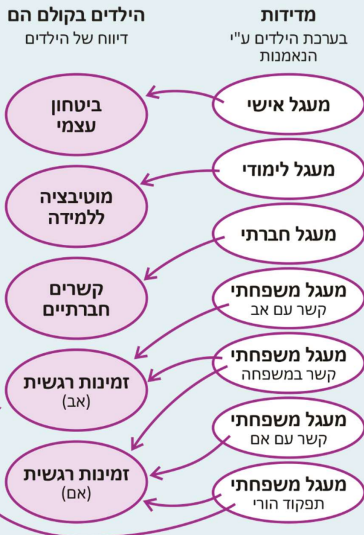 מדידות
בערכת הילדים ע"י
הנאמנות
מעגל אישי
מעגל לימודי
מעגל חברתי
מעגל משפחתי
קשר עם אב
מעגל משפחתי
קשר במשפחה
מעגל משפחתי
קשר עם אם
מעגל משפחתי
תפקוד הורי
הילדים בקולם הם
דיווח של הילדים
ביטחון
עצמי
מוטיבציה
ללמידה
קשרים
חברתיים
זמינות רגשית
(אב)
זמינות רגשית
(אם)